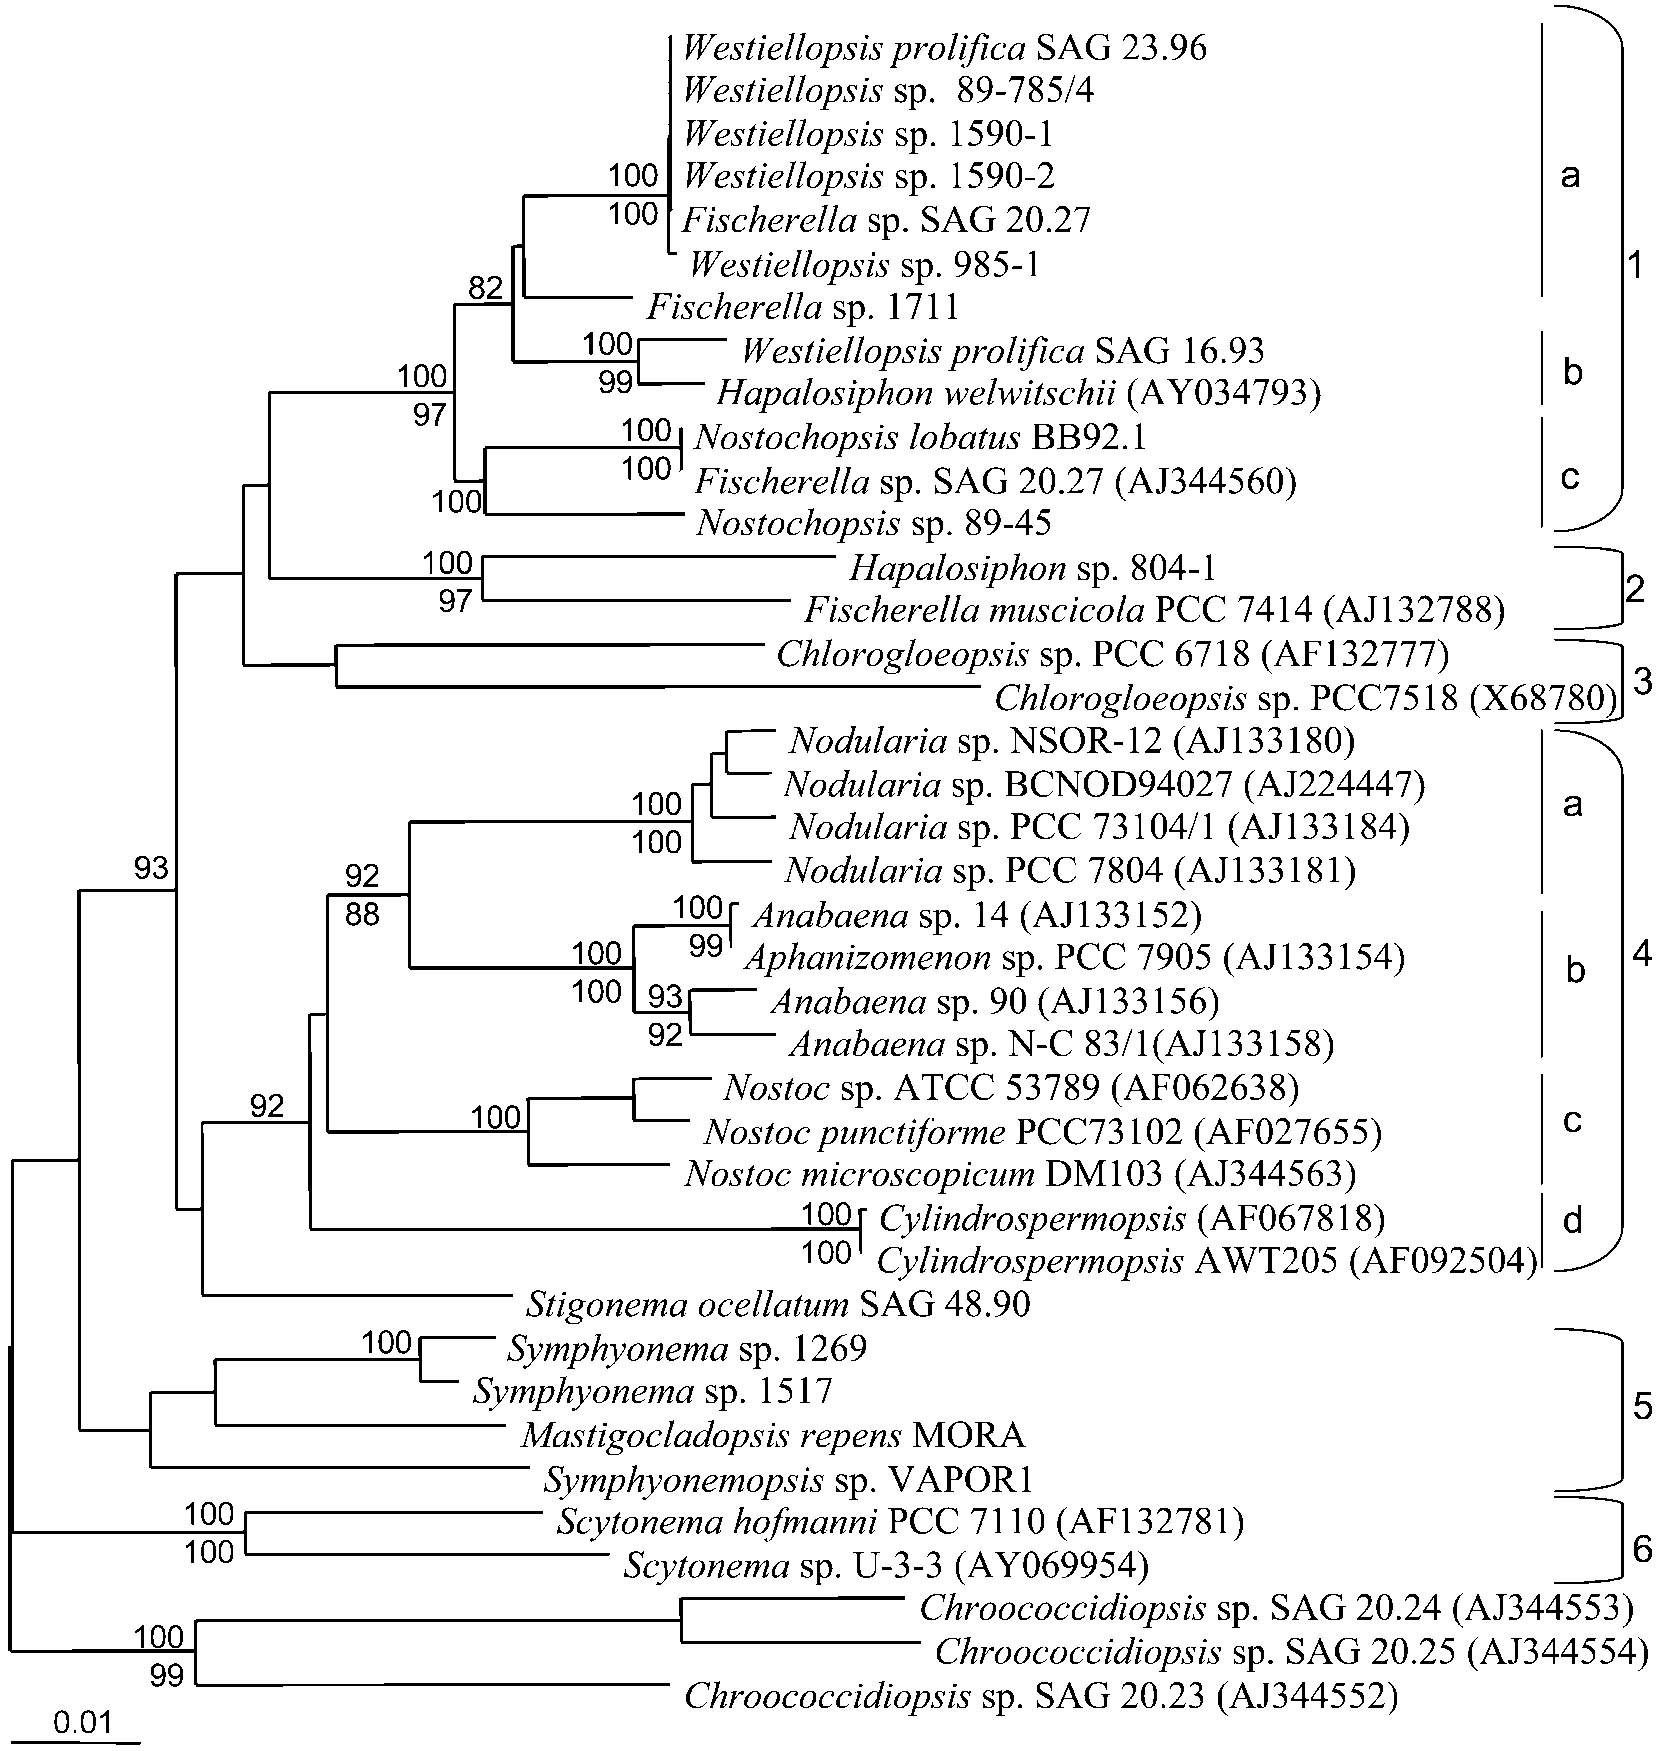 Westiellopsis prolifica SAG 23.96
Westiellopsis sp. 89-785/4
Westiellopsis sp. 1590-1
100
Westiellopsis sp. 1590-2
a
100
Fischerella sp. SAG 20.27
Westiellopsis sp. 985-1
1
82
Fischerella sp. 1711
100
Westiellopsis prolifica SAG 16.93
b
100
99
Hapalosiphon welwitschii (AY034793)
97
100
Nostochopsis lobatus BB92.1
100
Fischerella sp. SAG 20.27 (AJ344560)
c
100
Nostochopsis sp. 89-45
100
Hapalosiphon sp. 804-1
2
97
Fischerella muscicola PCC 7414 (AJ132788)
Chlorogloeopsis sp. PCC 6718 (AF132777)
3
Chlorogloeopsis sp. PCC7518 (X68780)
Nodularia sp. NSOR-12 (AJ133180)
Nodularia sp. BCNOD94027 (AJ224447)
a
100
Nodularia sp. PCC 73104/1 (AJ133184)
100
93
92
Nodularia sp. PCC 7804 (AJ133181)
88
100
Anabaena sp. 14 (AJ133152)
99
Aphanizomenon sp. PCC 7905 (AJ133154)
4
100
b
100
93
Anabaena sp. 90 (AJ133156)
92
Anabaena sp. N-C 83/1(AJ133158)
Nostoc sp. ATCC 53789 (AF062638)
92
100
Nostoc punctiforme PCC73102 (AF027655)
c
Nostoc microscopicum DM103 (AJ344563)
100
Cylindrospermopsis (AF067818)
d
100
Cylindrospermopsis AWT205 (AF092504)
Stigonema ocellatum SAG 48.90
100
Symphyonema sp. 1269
Symphyonema sp. 1517
5
Mastigocladopsis repens MORA
Symphyonemopsis sp. VAPOR1
100
Scytonema hofmanni PCC 7110 (AF132781)
100
6
Scytonema sp. U-3-3 (AY069954)
Chroococcidiopsis sp. SAG 20.24 (AJ344553)
100
Chroococcidiopsis sp. SAG 20.25 (AJ344554)
99
Chroococcidiopsis sp. SAG 20.23 (AJ344552)
0.01